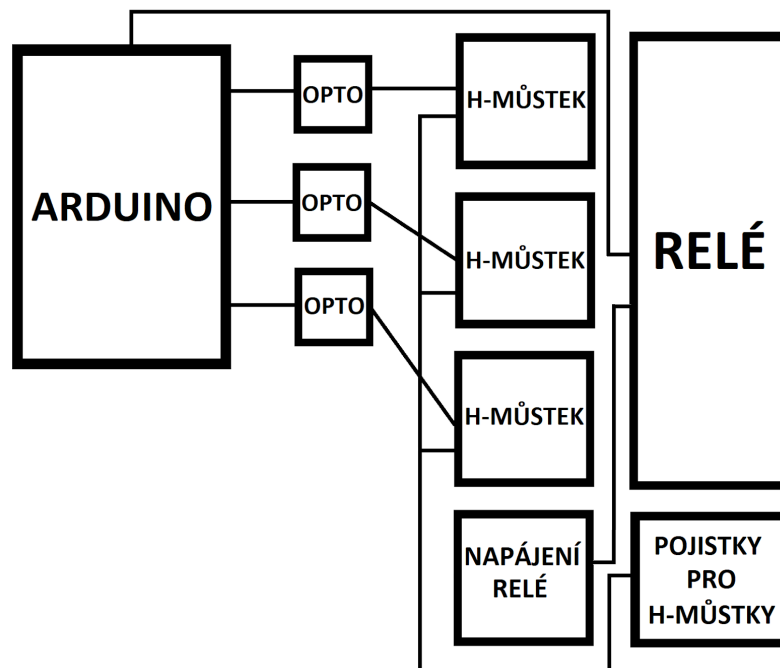 ARDUINO
OPTO
OPTO
OPTO
H-MŮSTEK
H-MŮSTEK
H-MŮSTEK
NAPÁJENÍ
RELÉ
RELÉ
POJISTKY
PRO
H-MŮSTKY